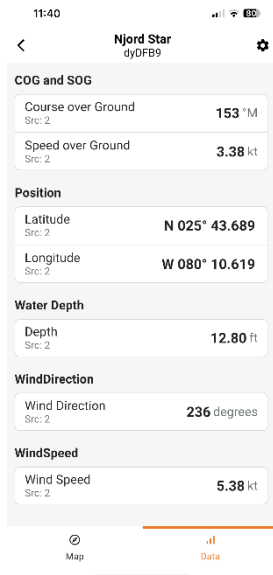 11:40
90
Njord Star
dyDFB9
COG and SOG
Course over Ground
Src: 2
153 °M
Speed over Ground
Src: 2
3.38 kt
Position
Latitude
Src: 2
N 025° 43.689
Longitude
Src: 2
W 080° 10.619
Water Depth
Depth
Src: 2
12.80 ft
WindDirection
Wind Direction
Src: 2
236 degrees
WindSpeed
Wind Speed
Src: 2
5.38 kt
Map
Data